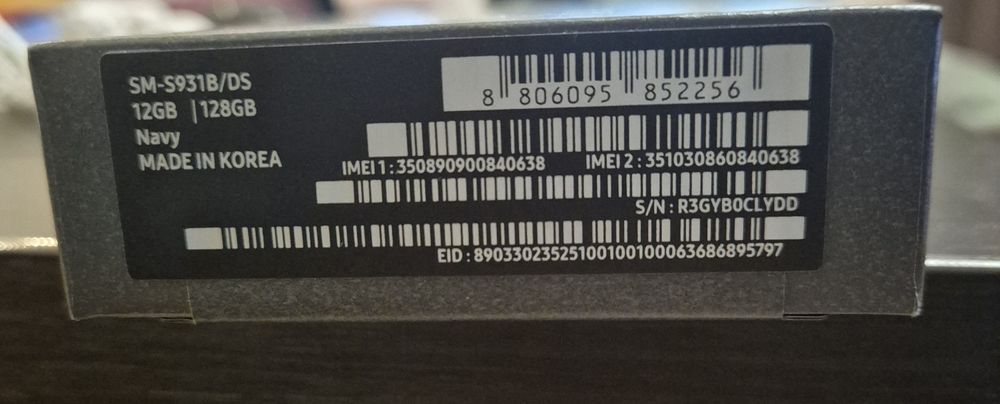 SM-S931B/DS
12GB | 128GB
Navy
MADE IN KOREA
8 806095 852256
IMEI 1 : 350890900840638 IMEI 2 : 351030860840638
S/N : R3GYB0CLYDD
EID : 89033023525100100100063686895797